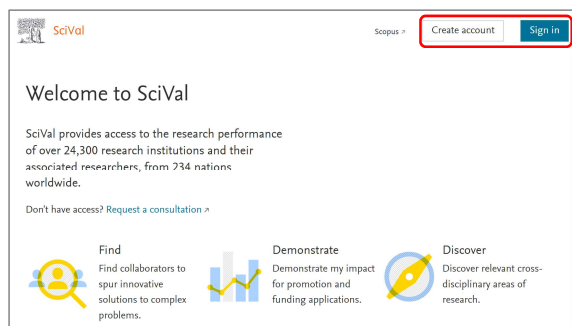 SciVal
Scopus ↗
Create account
Sign in
Welcome to SciVal
SciVal provides access to the research performance
of over 24,300 research institutions and their
associated researchers, from 234 nations
worldwide.
Don't have access? Request a consultation ↗
Find
Find collaborators to
spur innovative
solutions to complex
problems.
Demonstrate
Demonstrate my impact
for promotion and
funding applications.
Discover
Discover relevant cross-
disciplinary areas of
research.